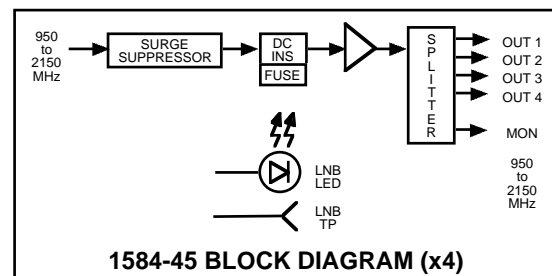 950
to
2150
MHz
SURGE
SUPPRESSOR
DC
INS
FUSE
SPLITTER
OUT 1
OUT 2
OUT 3
OUT 4
MON
950
to
2150
MHz
LNB
LED
LNB
TP
1584-45 BLOCK DIAGRAM (x4)